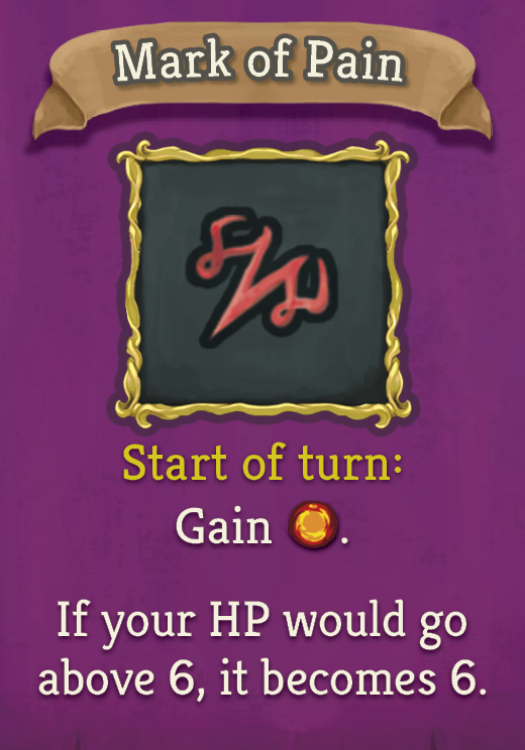 Mark of Pain
Start of turn:
Gain .
If your HP would go
above 6, it becomes 6.